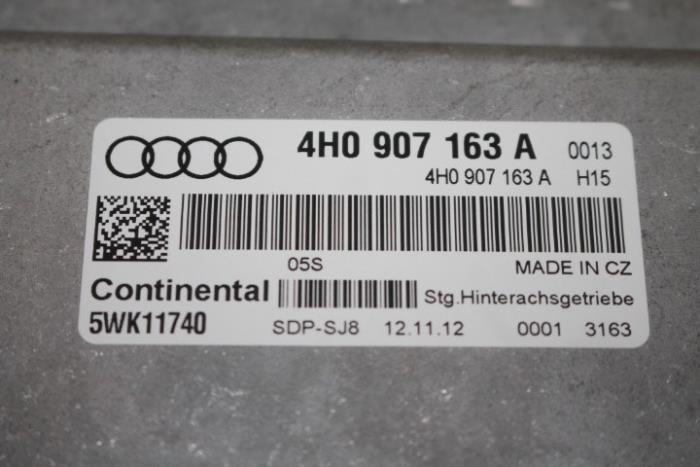 4H0 907 163 A 0013
4H0 907 163 A H15
05S MADE IN CZ
Continental Stg.Hinterachsgetriebe
5WK11740 SDP-SJ8 12.11.12 0001 3163